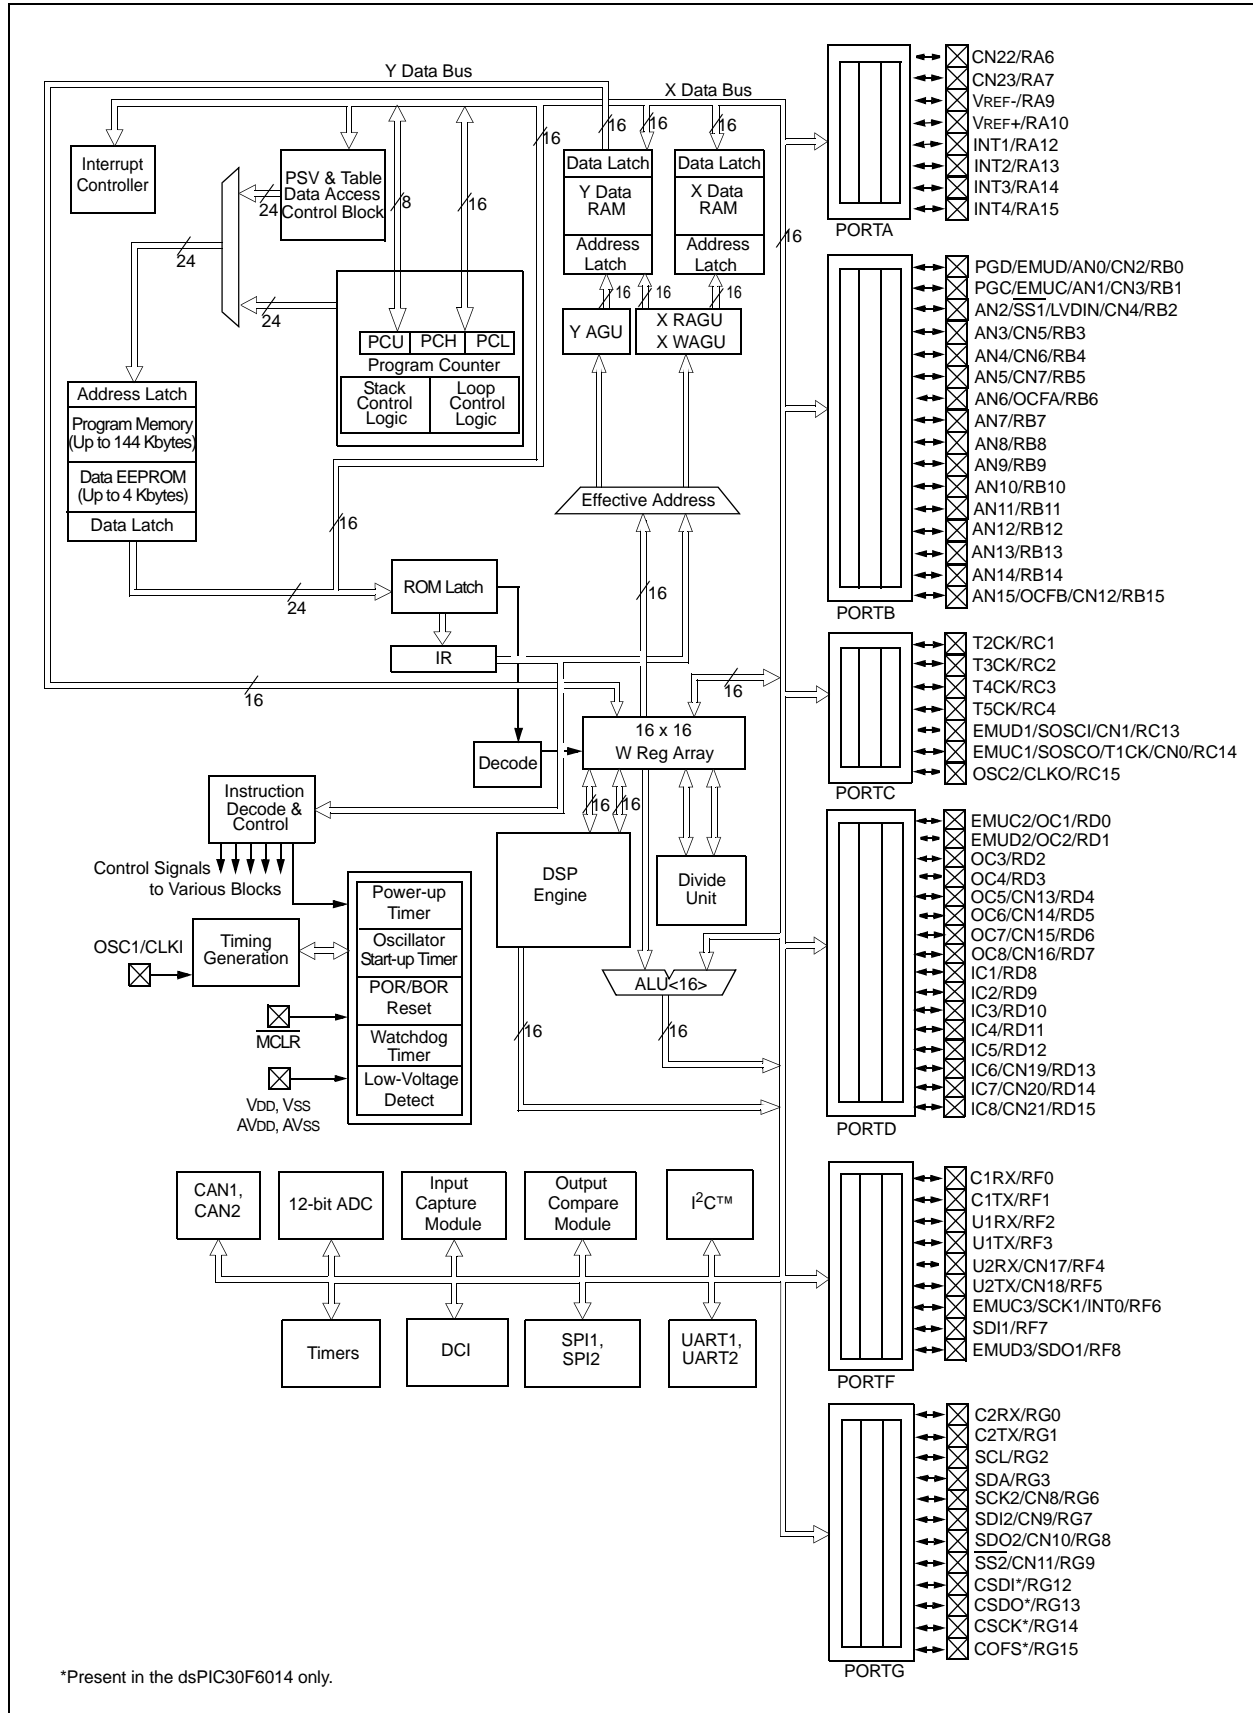 Y Data Bus
X Data Bus
Interrupt
Controller
PSV & Table
Data Access
Control Block
8
16
16
16
16
16
24
24
24
Data Latch
Y Data
RAM
Address
Latch
Data Latch
X Data
RAM
Address
Latch
16
16
16
16
Y AGU
X RAGU
X WAGU
PCU
PCH
PCL
Program Counter
Stack
Control
Logic
Loop
Control
Logic
Address Latch
Program Memory
(Up to 144 Kbytes)
Data EEPROM
(Up to 4 Kbytes)
Data Latch
Effective Address
16
16
24
ROM Latch
IR
16
16
16 x 16
W Reg Array
Decode
Instruction
Decode &
Control
Control Signals
to Various Blocks
16
16
DSP
Engine
Divide
Unit
Power-up
Timer
Oscillator
Start-up Timer
POR/BOR
Reset
Watchdog
Timer
Low-Voltage
Detect
OSC1/CLKI
Timing
Generation
MCLR
VDD, VSS
AVDD, AVSS
ALU<16>
16
16
CAN1,
CAN2
12-bit ADC
Input
Capture
Module
Output
Compare
Module
I²C™
Timers
DCI
SPI1,
SPI2
UART1,
UART2
CN22/RA6
CN23/RA7
VREF-/RA9
VREF+/RA10
INT1/RA12
INT2/RA13
INT3/RA14
INT4/RA15
PORTA
PGD/EMUD/AN0/CN2/RB0
PGC/EMUC/AN1/CN3/RB1
AN2/SS1/LVDIN/CN4/RB2
AN3/CN5/RB3
AN4/CN6/RB4
AN5/CN7/RB5
AN6/OCFA/RB6
AN7/RB7
AN8/RB8
AN9/RB9
AN10/RB10
AN11/RB11
AN12/RB12
AN13/RB13
AN14/RB14
AN15/OCFB/CN12/RB15
PORTB
T2CK/RC1
T3CK/RC2
T4CK/RC3
T5CK/RC4
EMUD1/SOSCI/CN1/RC13
EMUC1/SOSCO/T1CK/CN0/RC14
OSC2/CLKO/RC15
PORTC
EMUC2/OC1/RD0
EMUD2/OC2/RD1
OC3/RD2
OC4/RD3
OC5/CN13/RD4
OC6/CN14/RD5
OC7/CN15/RD6
OC8/CN16/RD7
IC1/RD8
IC2/RD9
IC3/RD10
IC4/RD11
IC5/RD12
IC6/CN19/RD13
IC7/CN20/RD14
IC8/CN21/RD15
PORTD
C1RX/RF0
C1TX/RF1
U1RX/RF2
U1TX/RF3
U2RX/CN17/RF4
U2TX/CN18/RF5
EMUC3/SCK1/INT0/RF6
SDI1/RF7
EMUD3/SDO1/RF8
PORTF
C2RX/RG0
C2TX/RG1
SCL/RG2
SDA/RG3
SCK2/CN8/RG6
SDI2/CN9/RG7
SDO2/CN10/RG8
SS2/CN11/RG9
CSDI*/RG12
CSDO*/RG13
CSCK*/RG14
COFS*/RG15
PORTG
*Present in the dsPIC30F6014 only.